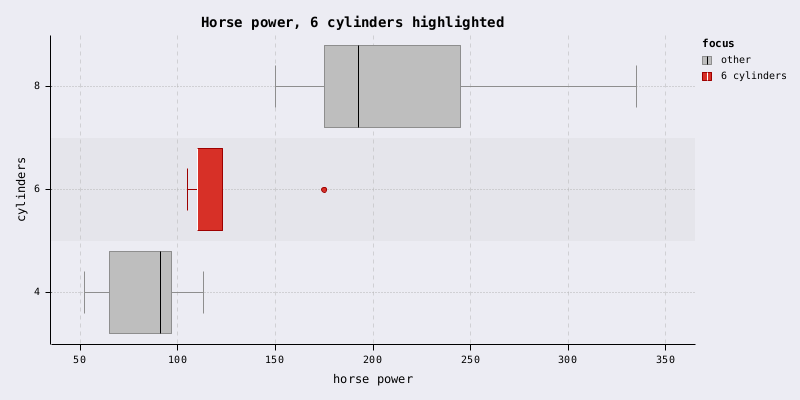 Horse power, 6 cylinders highlighted
focus
other
6 cylinders
cylinders
8
6
4
50 100 150 200 250 300 350
horse power